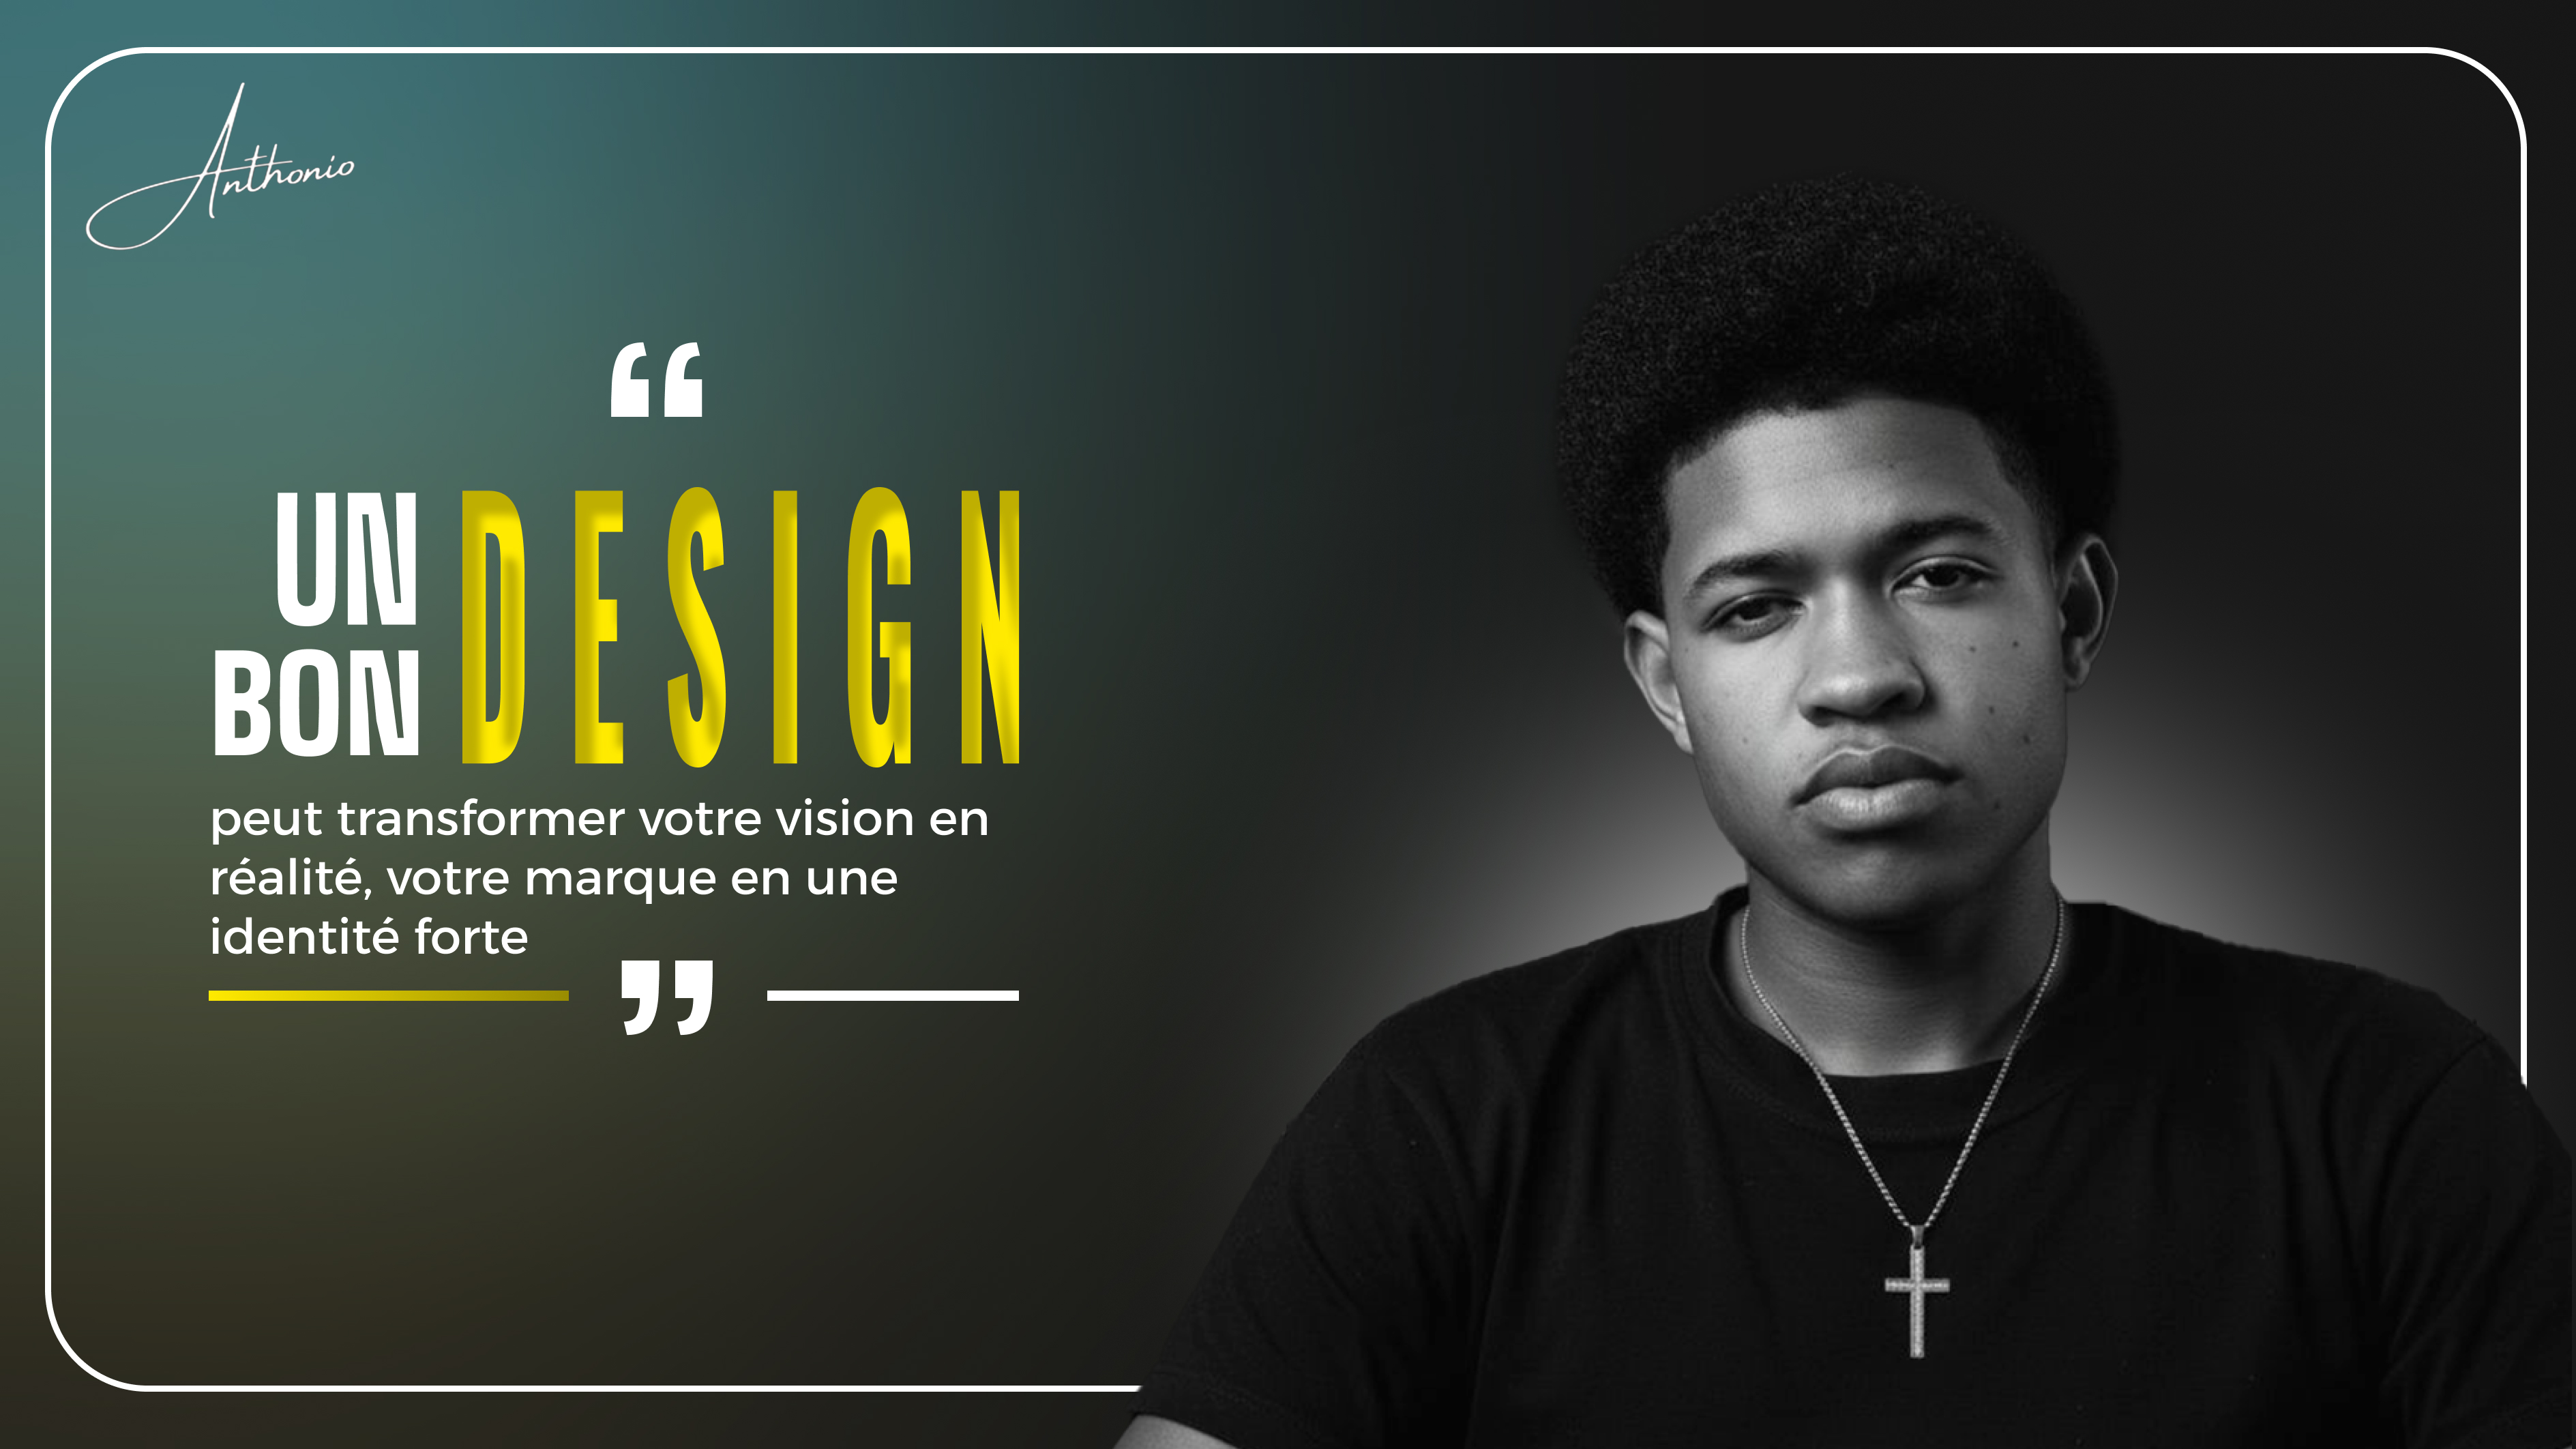 Anthonio
“
UN
BON
DESIGN
peut transformer votre vision en
réalité, votre marque en une
identité forte
”